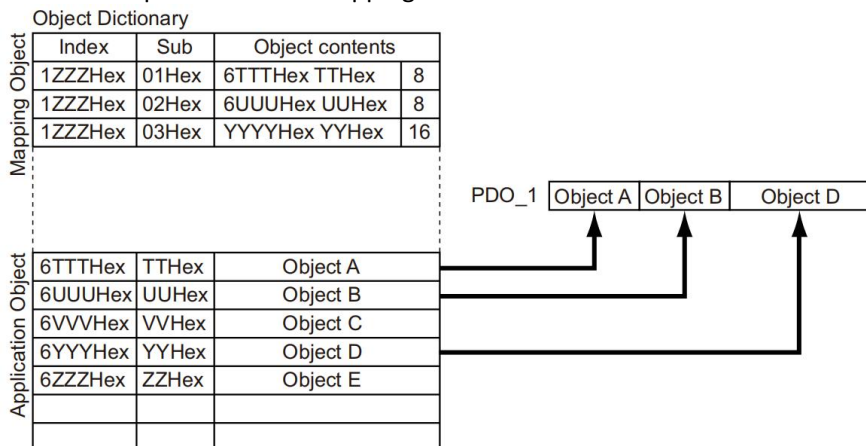 Object Dictionary
Mapping Object
Index Sub Object contents
1ZZZHex 01Hex 6TTTHex TTHex 8
1ZZZHex 02Hex 6UUUHex UUHex 8
1ZZZHex 03Hex YYYYHex YYHex 16
PDO_1 Object A Object B Object D
Application Object
6TTTHex TTHex Object A
6UUUHex UUHex Object B
6VVVHex VVHex Object C
6YYYHex YYHex Object D
6ZZZHex ZZHex Object E